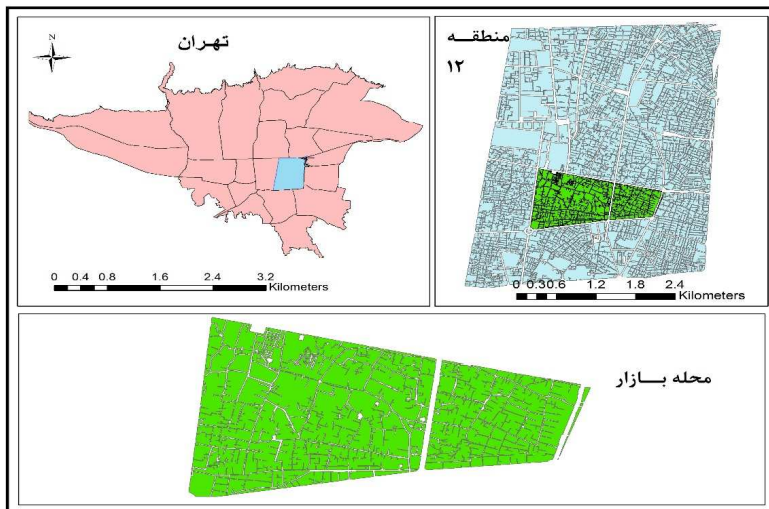 تهران
0 0.4 0.8 1.6 2.4 3.2
Kilometers
منطقه
۱۲
0 0.30.6 1.2 1.8 2.4
Kilometers
محله بازار